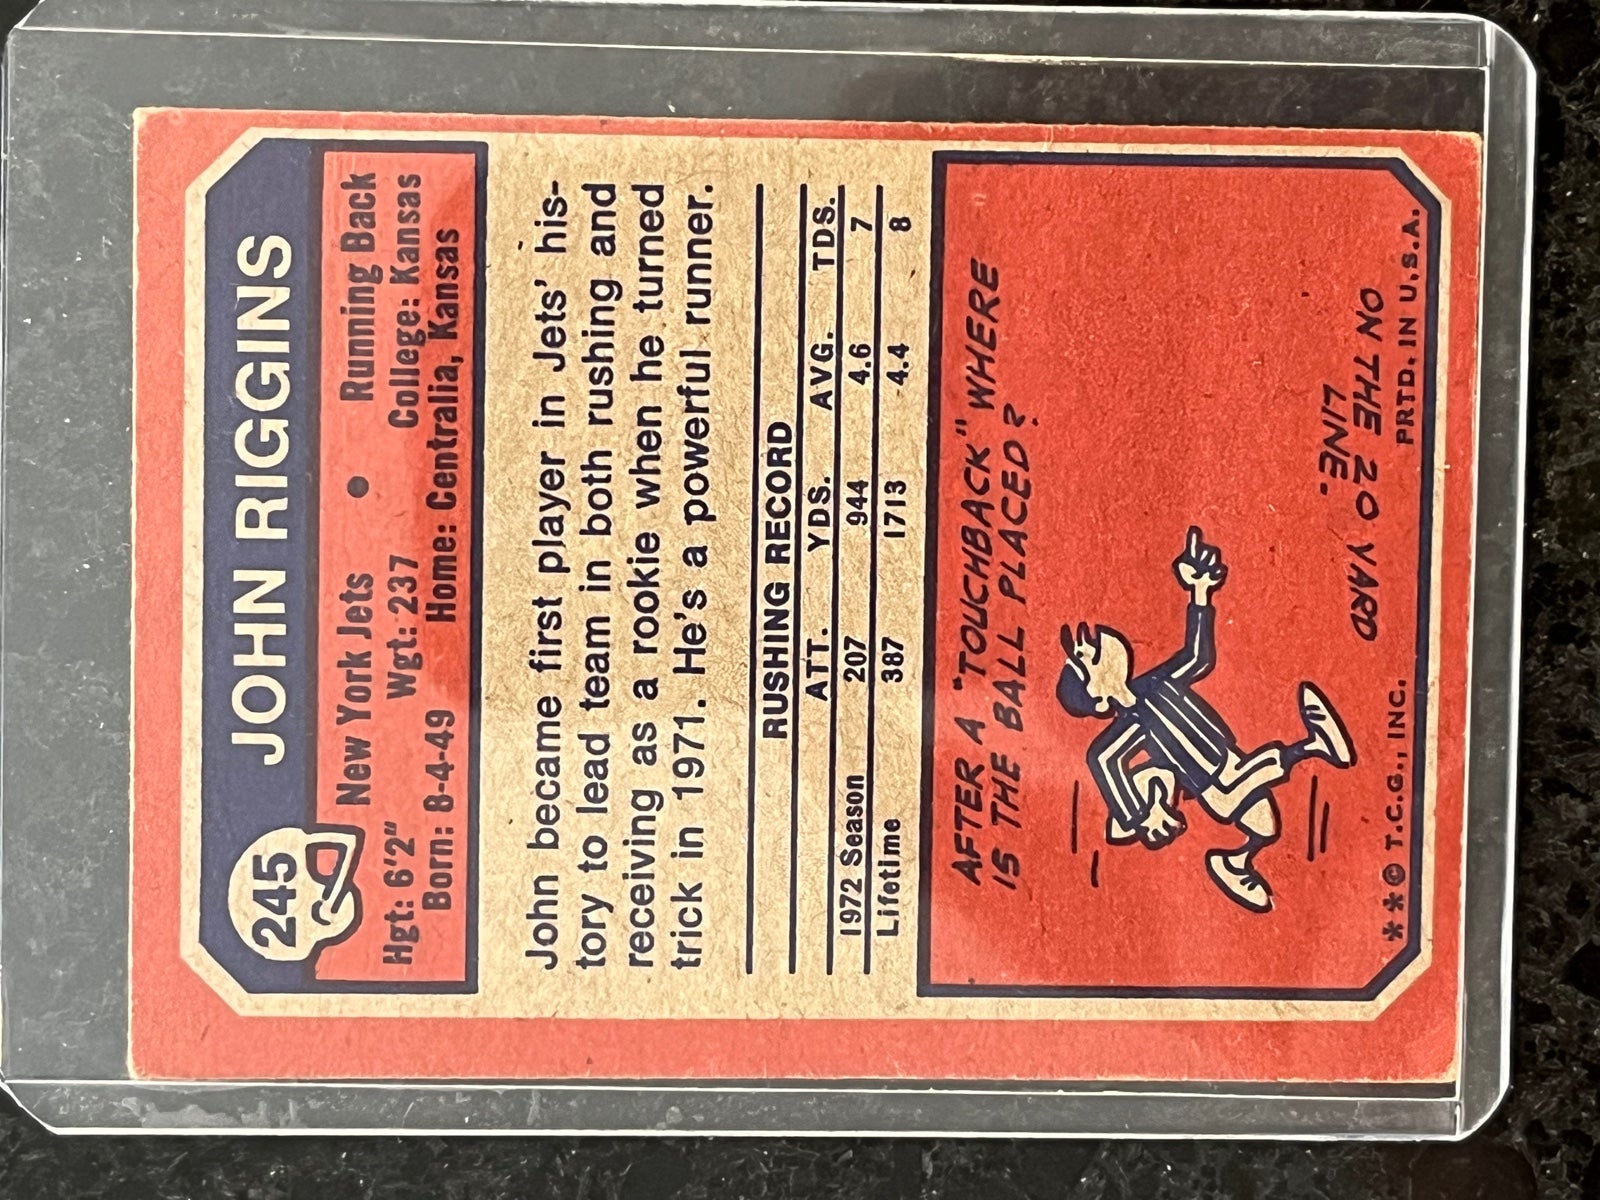 245
JOHN RIGGINS
New York Jets • Running Back
Hgt: 6'2" Wgt: 237 College: Kansas
Born: 8-4-49 Home: Centralia, Kansas
John became first player in Jets' his-
tory to lead team in both rushing and
receiving as a rookie when he turned
trick in 1971. He's a powerful runner.
RUSHING RECORD
ATT. YDS. AVG. TDS.
1972 Season 207 944 4.6 7
Lifetime 387 1713 4.4 8
AFTER A "TOUCHBACK" WHERE
IS THE BALL PLACED?
ON THE 20 YARD
LINE.
**© T.C.G., INC. PRTD. IN U.S.A.